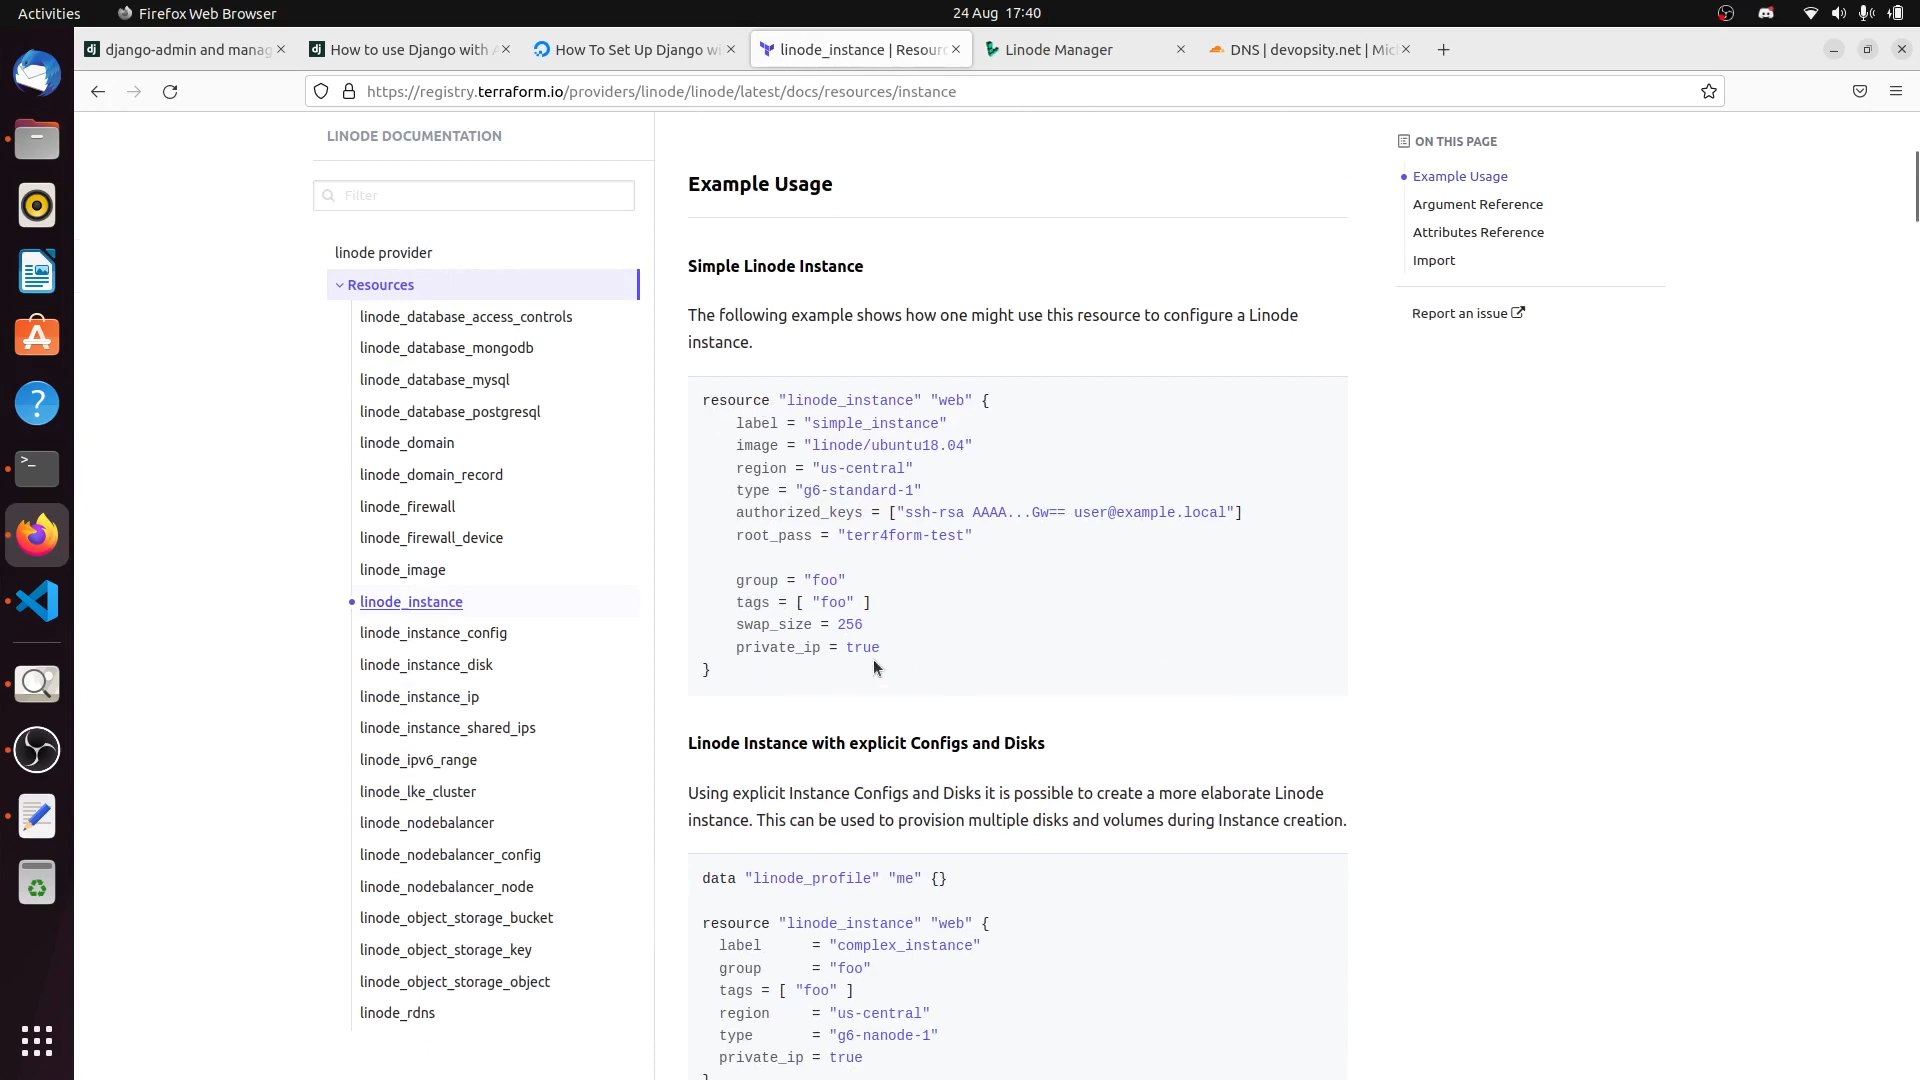 Activities
Firefox Web Browser
24 Aug 17:40
django-admin and manag
How to use Django with
How To Set Up Django wi
linode_instance | Resourc
Linode Manager
DNS | devopsity.net | Mic
https://registry.terraform.io/providers/linode/linode/latest/docs/resources/instance
LINODE DOCUMENTATION
Filter
linode provider
Resources
linode_database_access_controls
linode_database_mongodb
linode_database_mysql
linode_database_postgresql
linode_domain
linode_domain_record
linode_firewall
linode_firewall_device
linode_image
linode_instance
linode_instance_config
linode_instance_disk
linode_instance_ip
linode_instance_shared_ips
linode_ipv6_range
linode_lke_cluster
linode_nodebalancer
linode_nodebalancer_config
linode_nodebalancer_node
linode_object_storage_bucket
linode_object_storage_key
linode_object_storage_object
linode_rdns
Example Usage
Simple Linode Instance
The following example shows how one might use this resource to configure a Linode
instance.
resource "linode_instance" "web" {
label = "simple_instance"
image = "linode/ubuntu18.04"
region = "us-central"
type = "g6-standard-1"
authorized_keys = ["ssh-rsa AAAA...Gw== user@example.local"]
root_pass = "terr4form-test"
group = "foo"
tags = [ "foo" ]
swap_size = 256
private_ip = true
}
Linode Instance with explicit Configs and Disks
Using explicit Instance Configs and Disks it is possible to create a more elaborate Linode
instance. This can be used to provision multiple disks and volumes during Instance creation.
data "linode_profile" "me" {}
resource "linode_instance" "web" {
label = "complex_instance"
group = "foo"
tags = [ "foo" ]
region = "us-central"
type = "g6-nanode-1"
private_ip = true
}
ON THIS PAGE
Example Usage
Argument Reference
Attributes Reference
Import
Report an issue